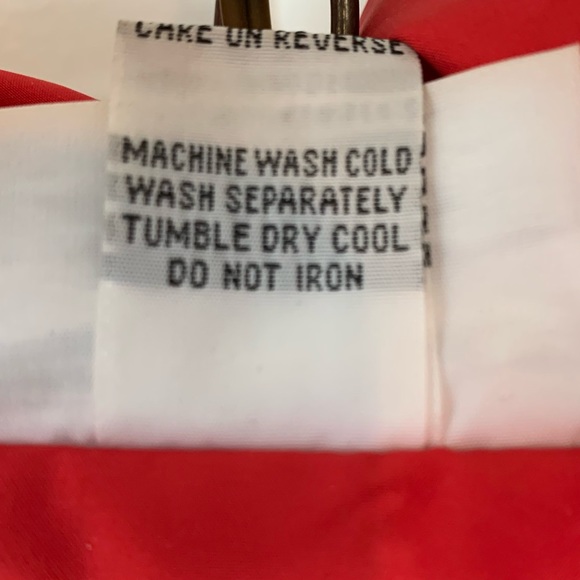 CARE ON REVERSE
MACHINE WASH COLD
WASH SEPARATELY
TUMBLE DRY COOL
DO NOT IRON